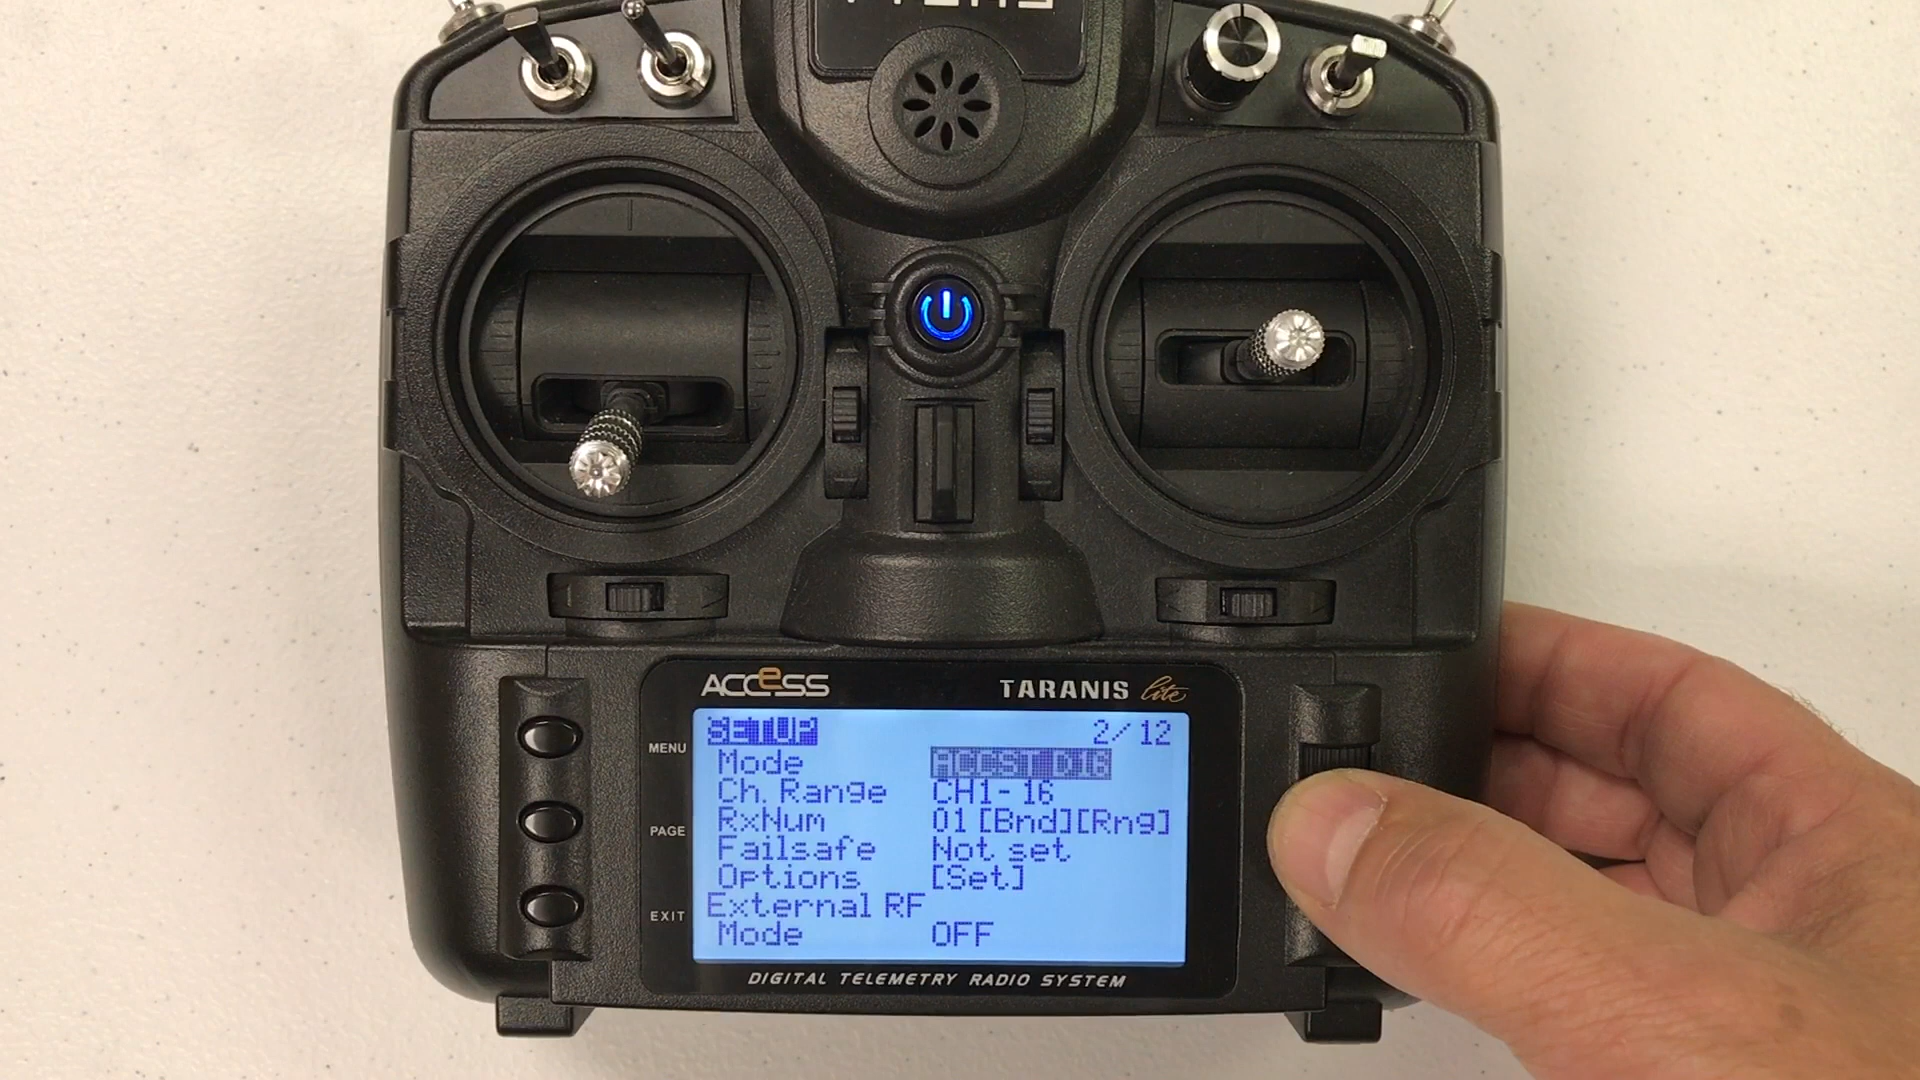 ACCeSS
TARANIS lite
SETUP 2/12
Mode ACCST D16
Ch. Range CH1-16
RxNum 01 [Bnd][Rng]
Failsafe Not set
Options [Set]
External RF
Mode OFF
MENU
PAGE
EXIT
DIGITAL TELEMETRY RADIO SYSTEM